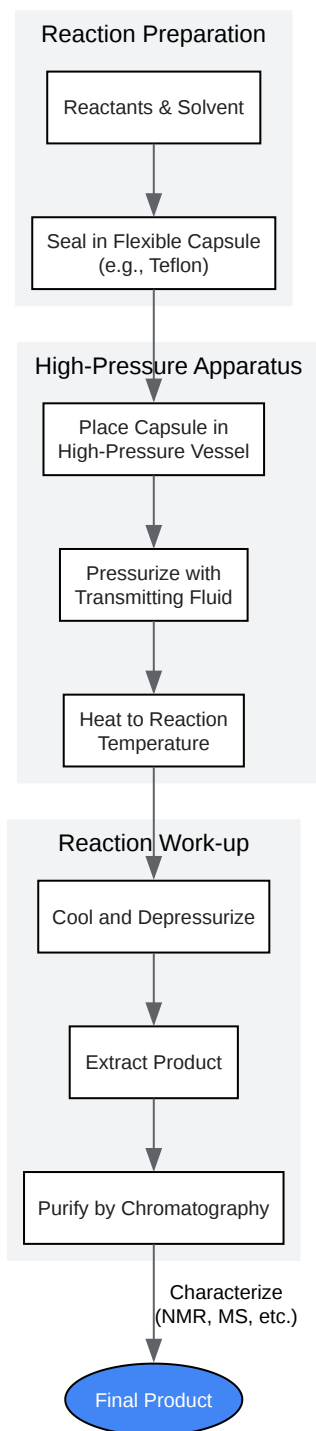 Reaction Preparation
Reactants & Solvent
Seal in Flexible Capsule
(e.g., Teflon)
High-Pressure Apparatus
Place Capsule in
High-Pressure Vessel
Pressurize with
Transmitting Fluid
Heat to Reaction
Temperature
Reaction Work-up
Cool and Depressurize
Extract Product
Purify by Chromatography
Characterize
(NMR, MS, etc.)
Final Product